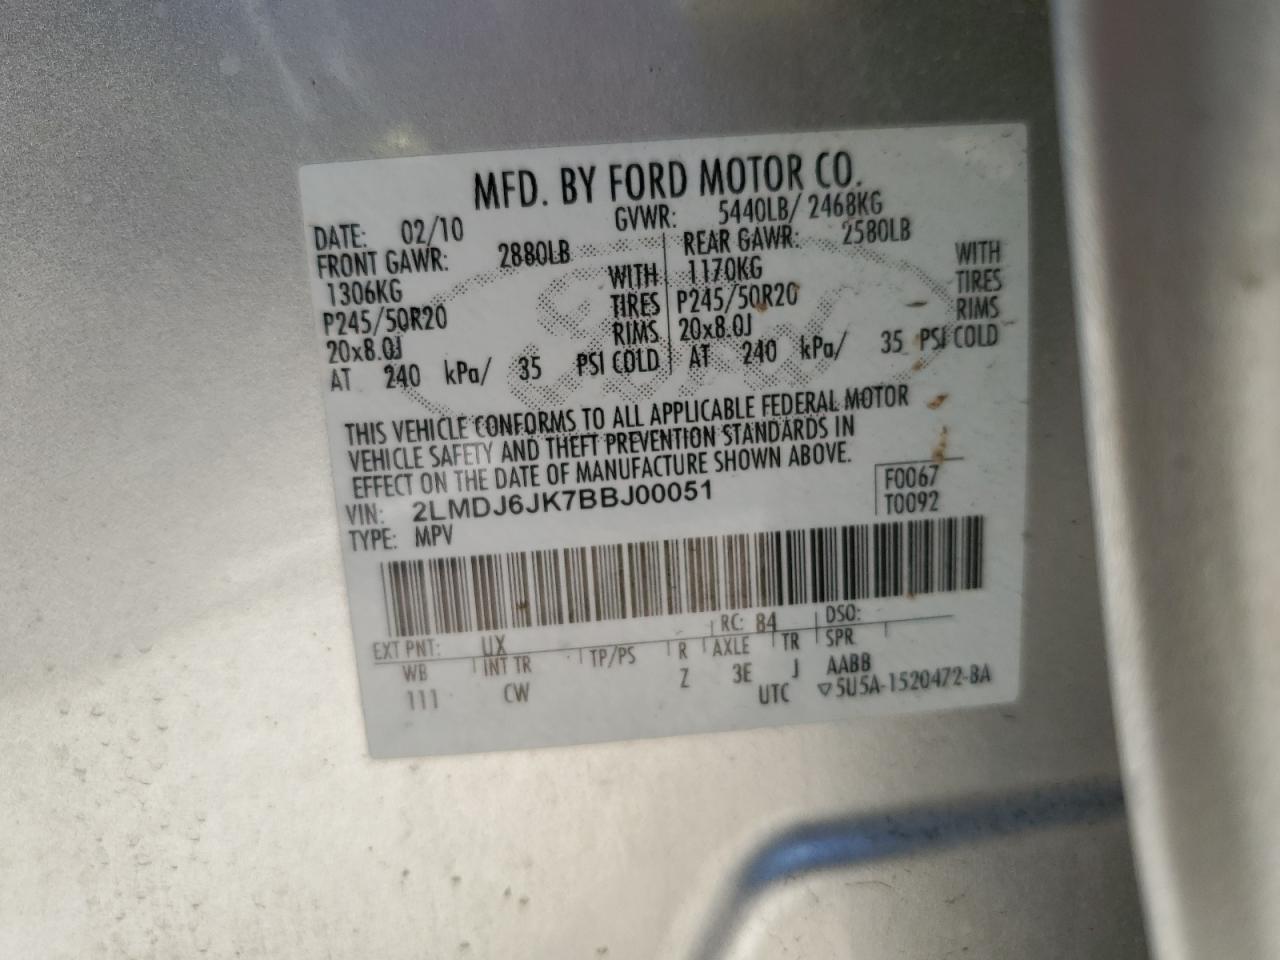 MFD. BY FORD MOTOR CO.
DATE: 02/10 GVWR: 5440LB/ 2468KG
FRONT GAWR: 2880LB REAR GAWR: 2580LB
1306KG WITH 1170KG WITH
P245/50R20 TIRES P245/50R20 TIRES
20x8.0J RIMS 20x8.0J RIMS
AT 240 kPa/ 35 PSI COLD AT 240 kPa/ 35 PSI COLD
THIS VEHICLE CONFORMS TO ALL APPLICABLE FEDERAL MOTOR
VEHICLE SAFETY AND THEFT PREVENTION STANDARDS IN
EFFECT ON THE DATE OF MANUFACTURE SHOWN ABOVE.
VIN: 2LMDJ6JK7BBJ00051 F0067
TYPE: MPV T0092
EXT PNT: UX RC: 84 DSO:
WB INT TR TP/PS R AXLE TR SPR
111 CW Z 3E J AABB
UTC ▽5U5A-1520472-BA